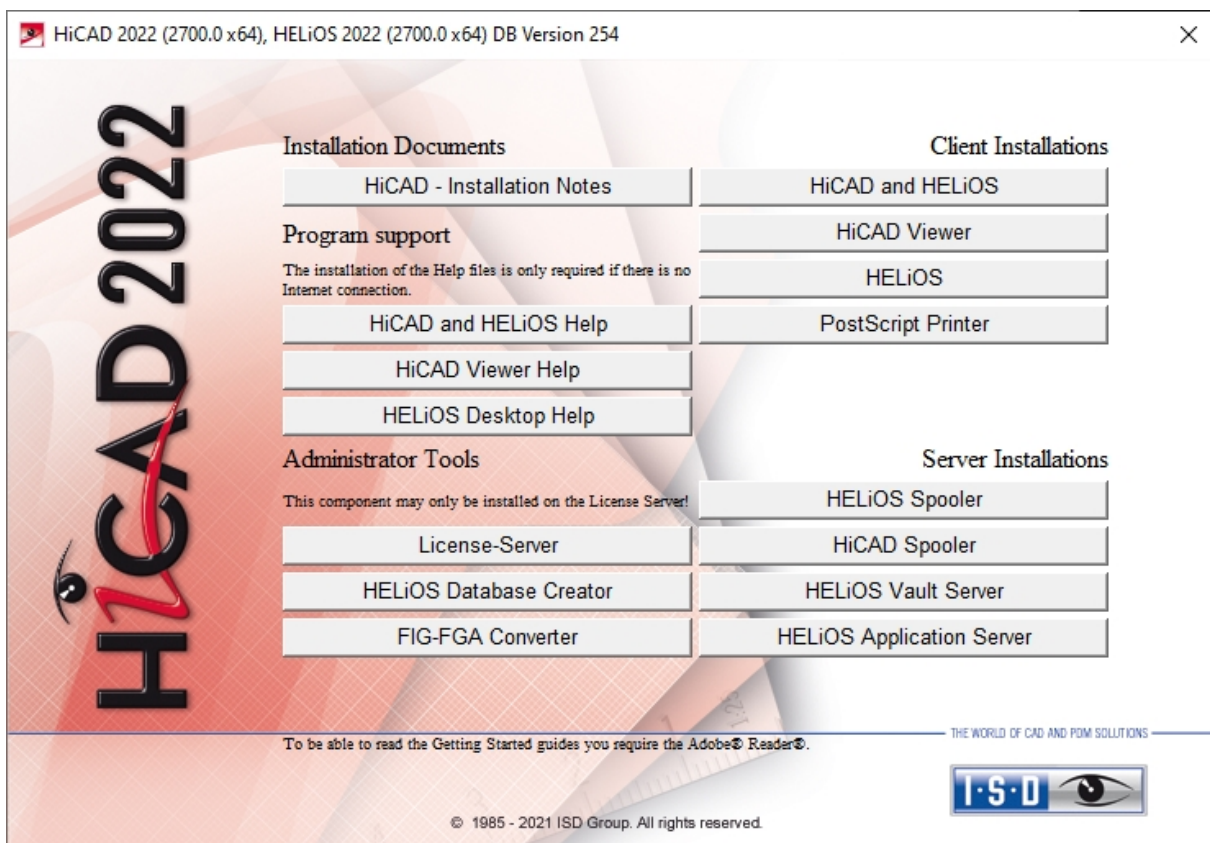 HiCAD 2022 (2700.0 x64), HELiOS 2022 (2700.0 x64) DB Version 254
HiCAD 2022
Installation Documents
HiCAD - Installation Notes
Program support
The installation of the Help files is only required if there is no
Internet connection.
HiCAD and HELiOS Help
HiCAD Viewer Help
HELiOS Desktop Help
Administrator Tools
This component may only be installed on the License Server!
License-Server
HELiOS Database Creator
FIG-FGA Converter
Client Installations
HiCAD and HELiOS
HiCAD Viewer
HELiOS
PostScript Printer
Server Installations
HELiOS Spooler
HiCAD Spooler
HELiOS Vault Server
HELiOS Application Server
1:25
To be able to read the Getting Started guides you require the Adobe® Reader®.
THE WORLD OF CAD AND PDM SOLUTIONS
I·S·D
© 1985 - 2021 ISD Group. All rights reserved.